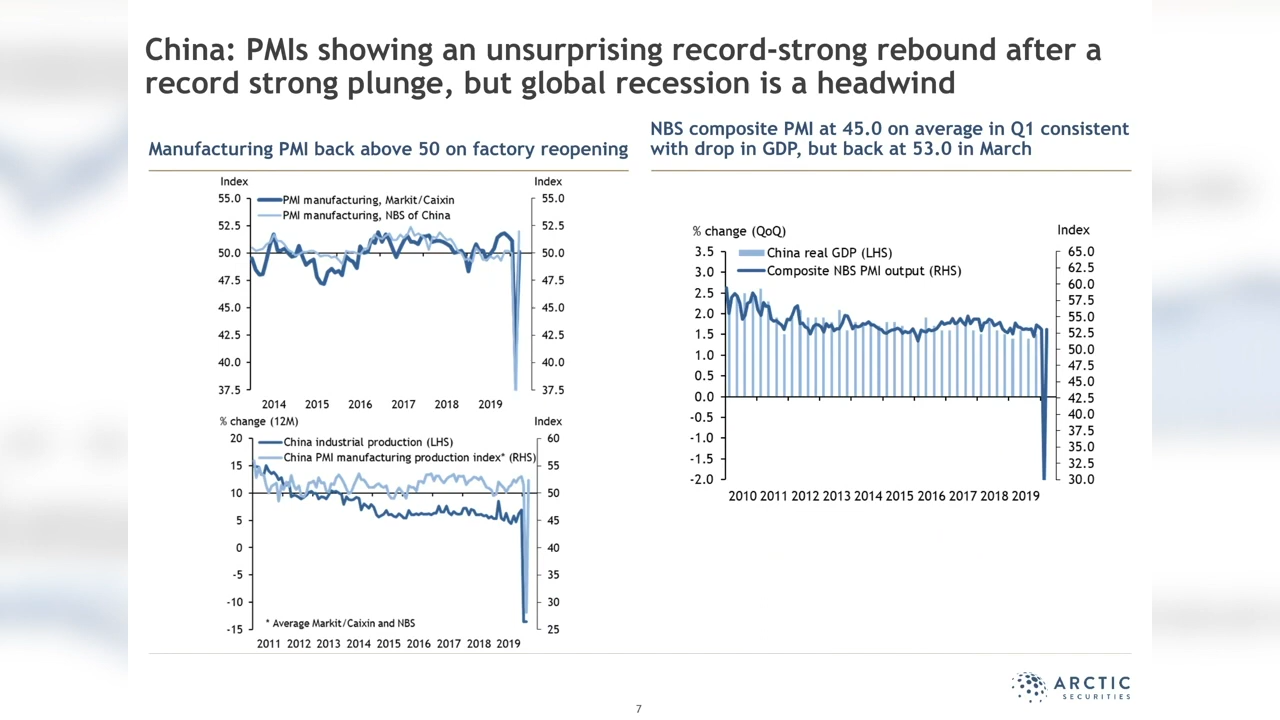 China: PMIs showing an unsurprising record-strong rebound after a
record strong plunge, but global recession is a headwind
Manufacturing PMI back above 50 on factory reopening
Index
Index
55.0
52.5
50.0
47.5
45.0
42.5
40.0
37.5
PMI manufacturing, Markit/Caixin
PMI manufacturing, NBS of China
55.0
52.5
50.0
47.5
45.0
42.5
40.0
37.5
2014 2015 2016 2017 2018 2019
% change (12M)
Index
20
15
10
5
0
-5
-10
-15
China industrial production (LHS)
China PMI manufacturing production index* (RHS)
60
55
50
45
40
35
30
25
* Average Markit/Caixin and NBS
2011 2012 2013 2014 2015 2016 2017 2018 2019
NBS composite PMI at 45.0 on average in Q1 consistent
with drop in GDP, but back at 53.0 in March
% change (QoQ)
Index
3.5
3.0
2.5
2.0
1.5
1.0
0.5
0.0
-0.5
-1.0
-1.5
-2.0
China real GDP (LHS)
Composite NBS PMI output (RHS)
65.0
62.5
60.0
57.5
55.0
52.5
50.0
47.5
45.0
42.5
40.0
37.5
35.0
32.5
30.0
2010 2011 2012 2013 2014 2015 2016 2017 2018 2019
ARCTIC
SECURITIES
7